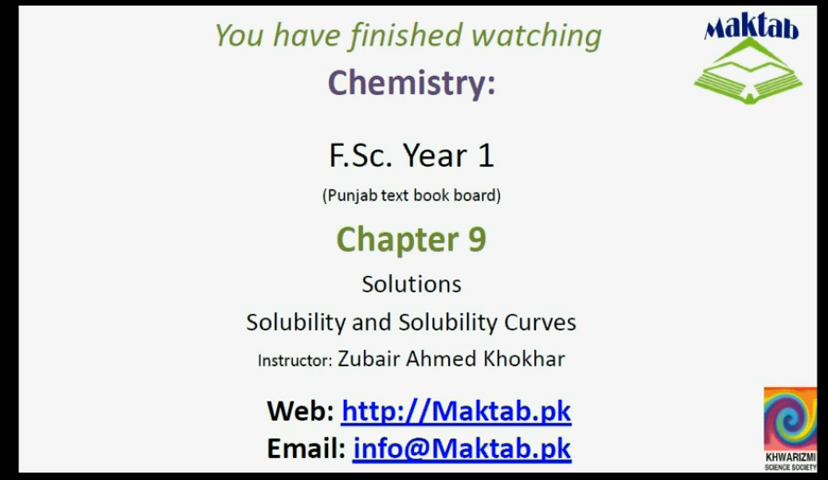 You have finished watching
Maktab
Chemistry:
F.Sc. Year 1
(Punjab text book board)
Chapter 9
Solutions
Solubility and Solubility Curves
Instructor: Zubair Ahmed Khokhar
Web: http://Maktab.pk
Email: info@Maktab.pk
KHWARIZMI
SCIENCE SOCIETY